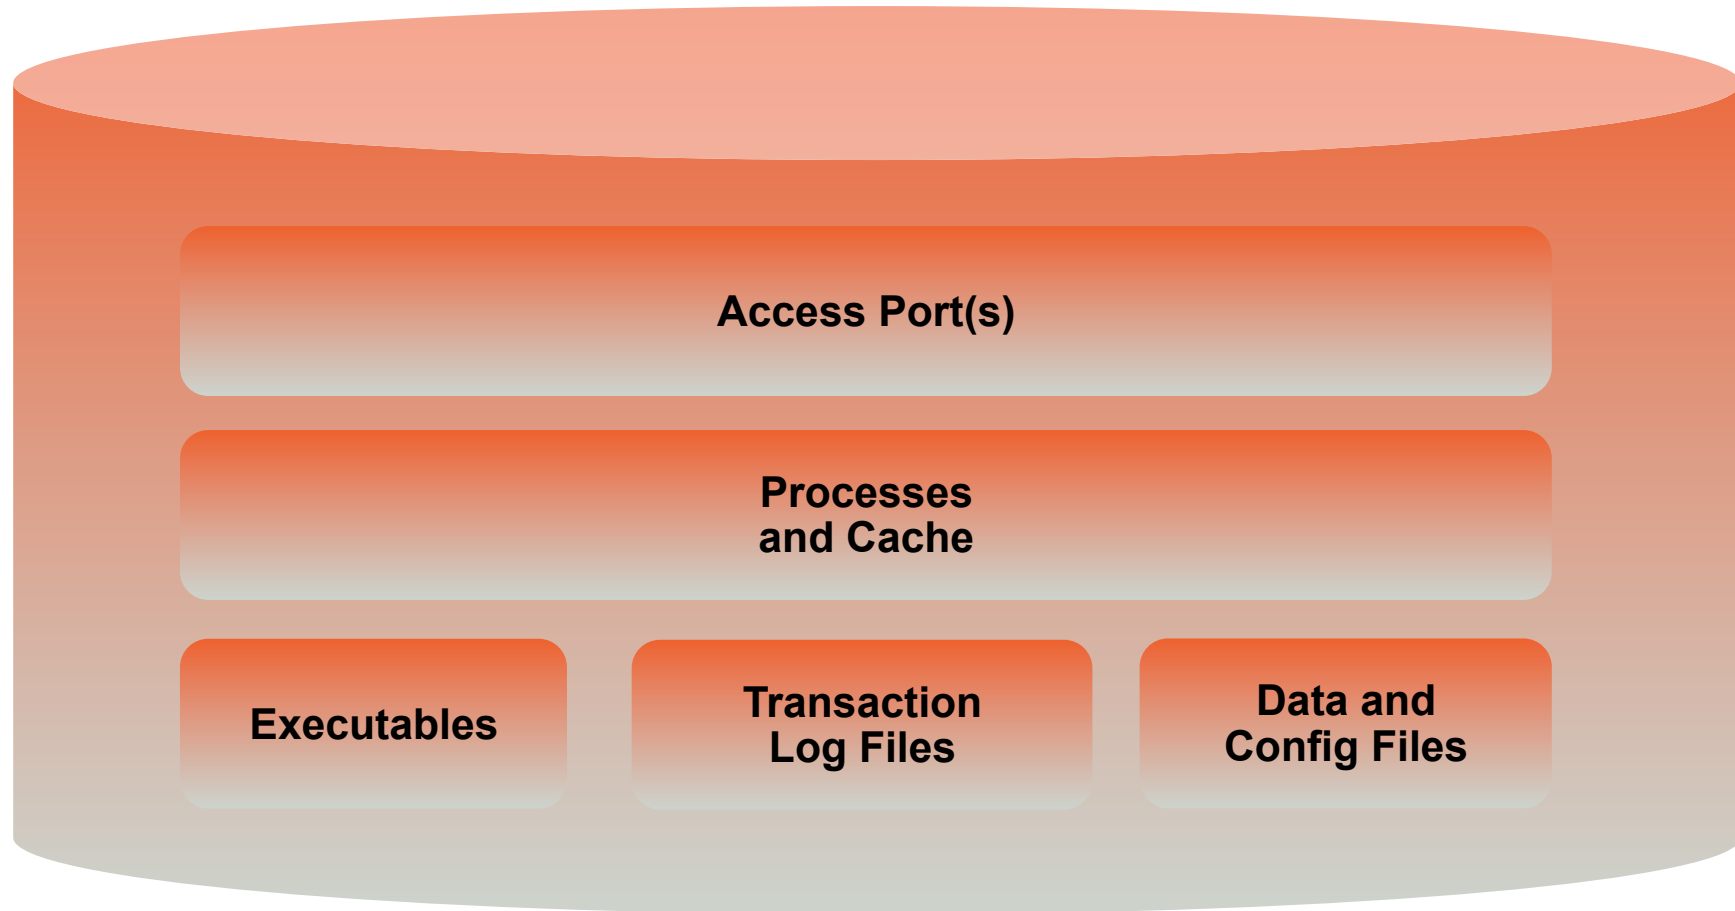 Access Port(s)
Processes
and Cache
Executables
Transaction
Log Files
Data and
Config Files